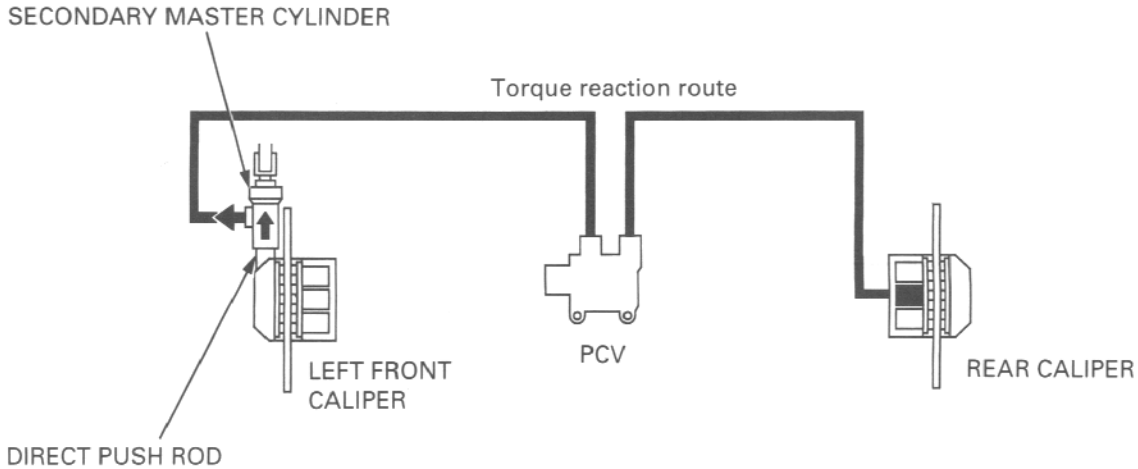 SECONDARY MASTER CYLINDER
Torque reaction route
PCV
LEFT FRONT
CALIPER
REAR CALIPER
DIRECT PUSH ROD